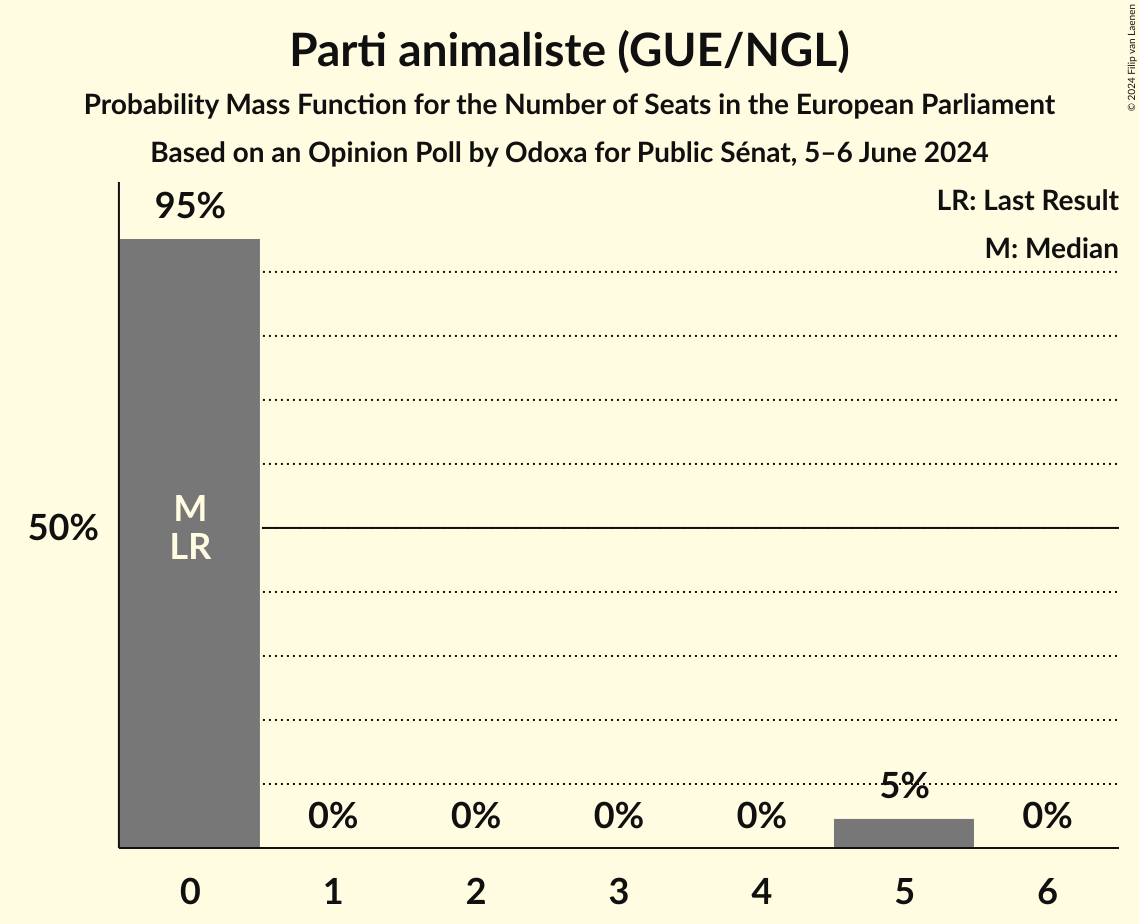 Parti animaliste (GUE/NGL)
Probability Mass Function for the Number of Seats in the European Parliament
Based on an Opinion Poll by Odoxa for Public Sénat, 5–6 June 2024
© 2024 Filip van Laenen
LR: Last Result
M: Median
95%
50%
M
LR
0%
0%
0%
0%
5%
0%
0
1
2
3
4
5
6